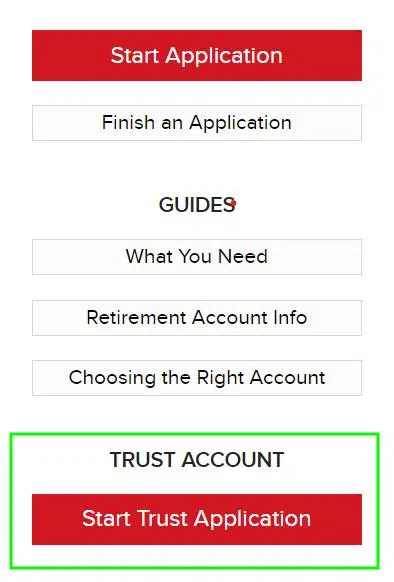 Start Application
Finish an Application
GUIDES
What You Need
Retirement Account Info
Choosing the Right Account
TRUST ACCOUNT
Start Trust Application